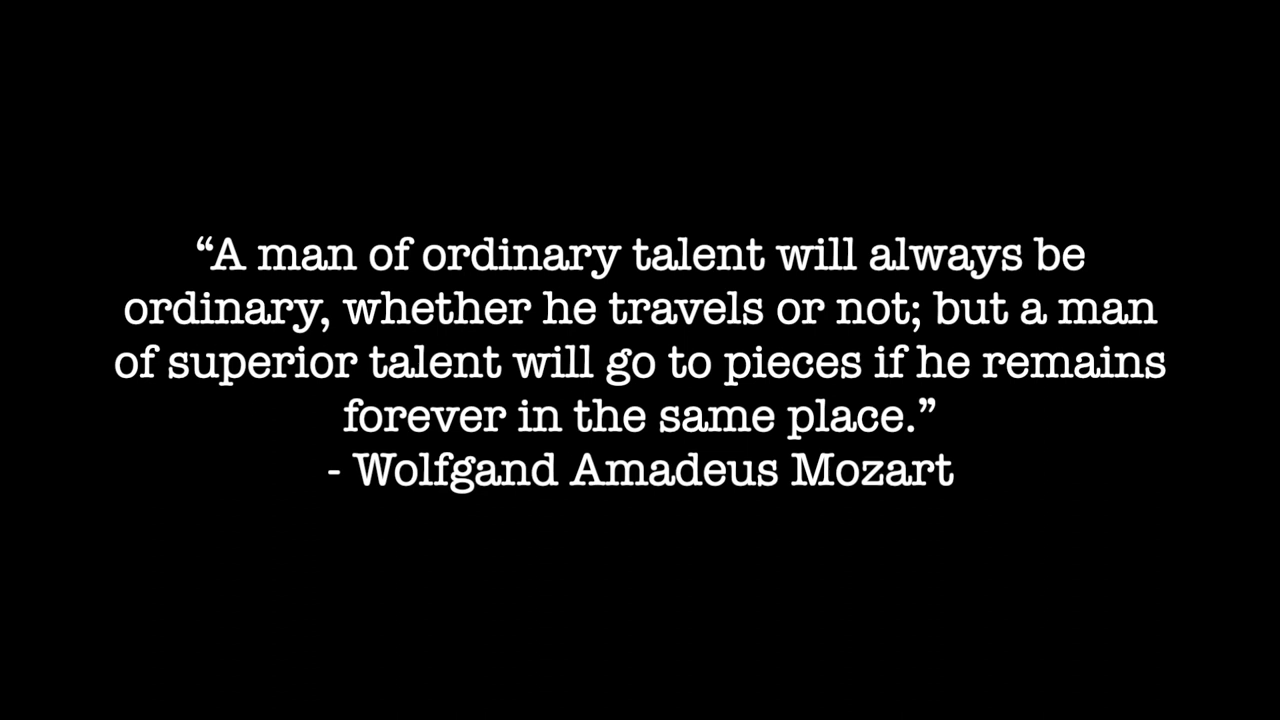 “A man of ordinary talent will always be
ordinary, whether he travels or not; but a man
of superior talent will go to pieces if he remains
forever in the same place.”
- Wolfgand Amadeus Mozart